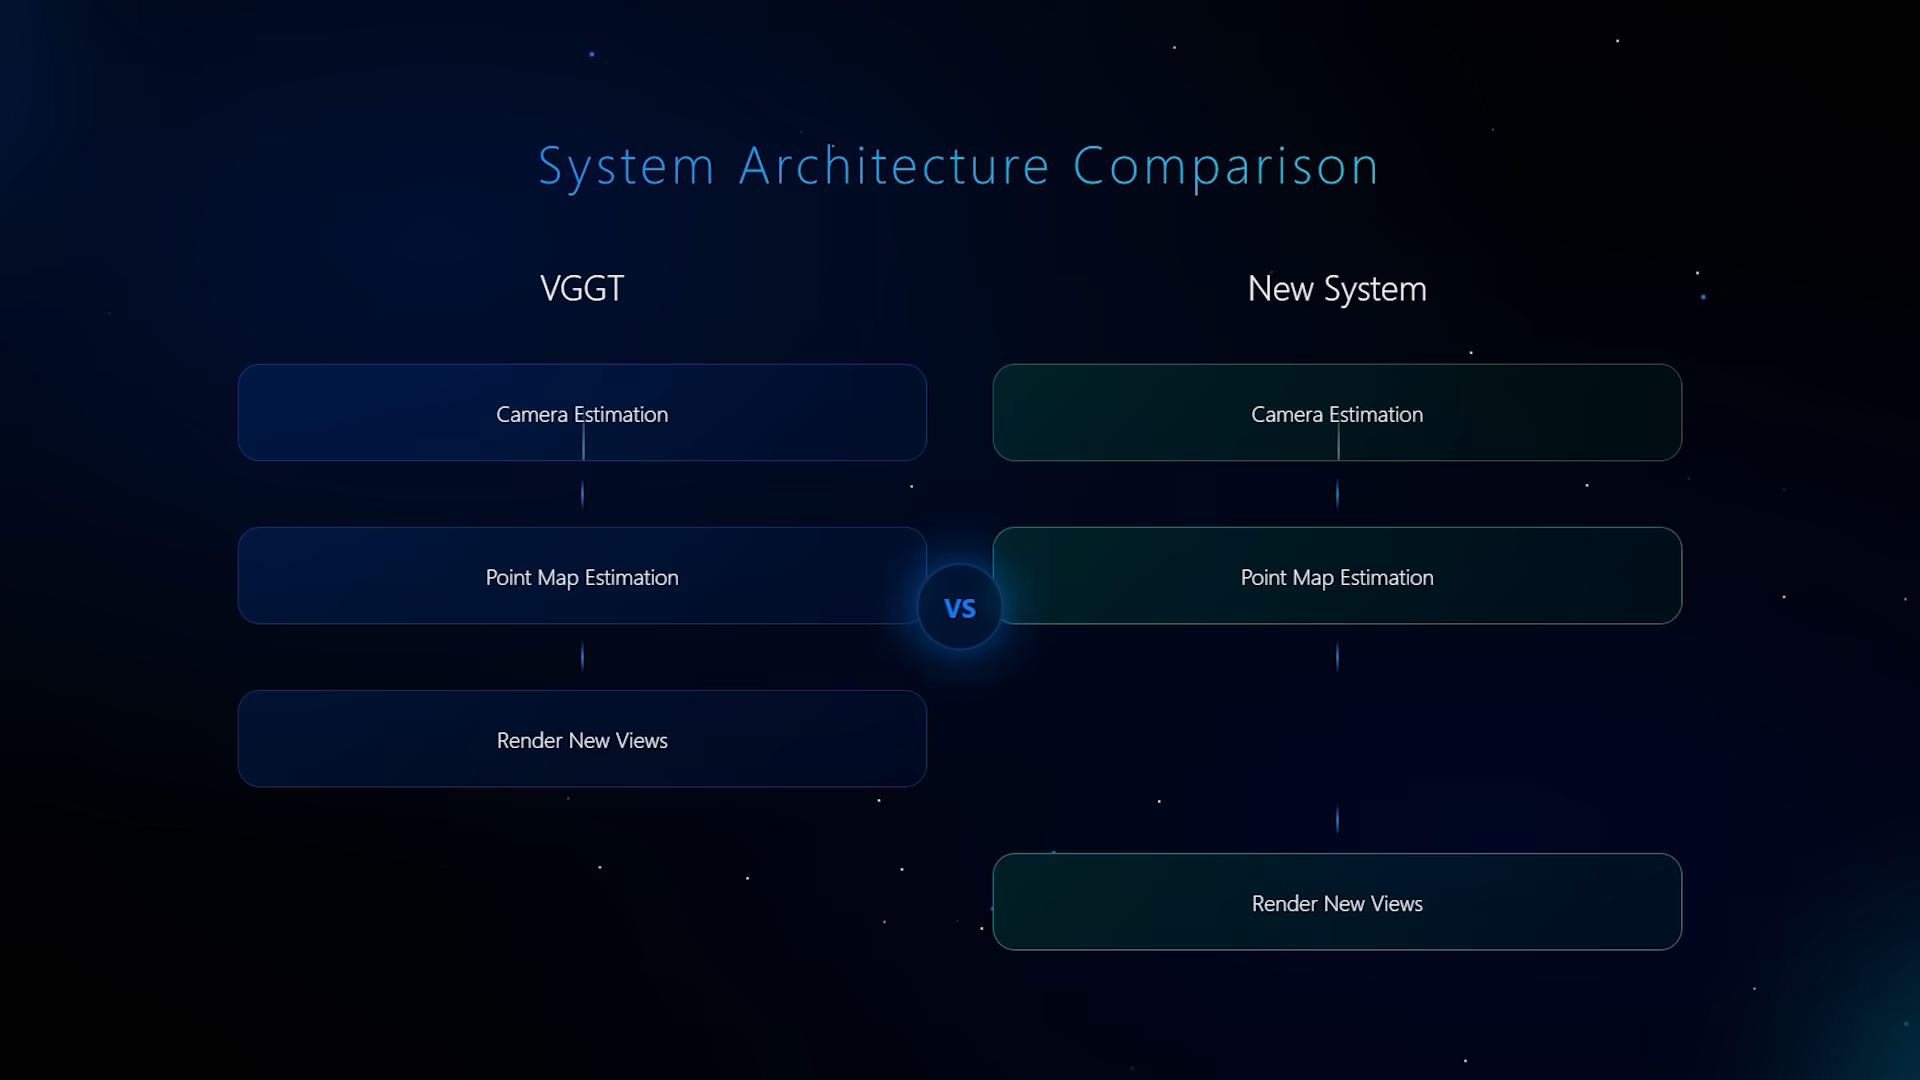 System Architecture Comparison
VGGT
Camera Estimation
Point Map Estimation
Render New Views
VS
New System
Camera Estimation
Point Map Estimation
Render New Views